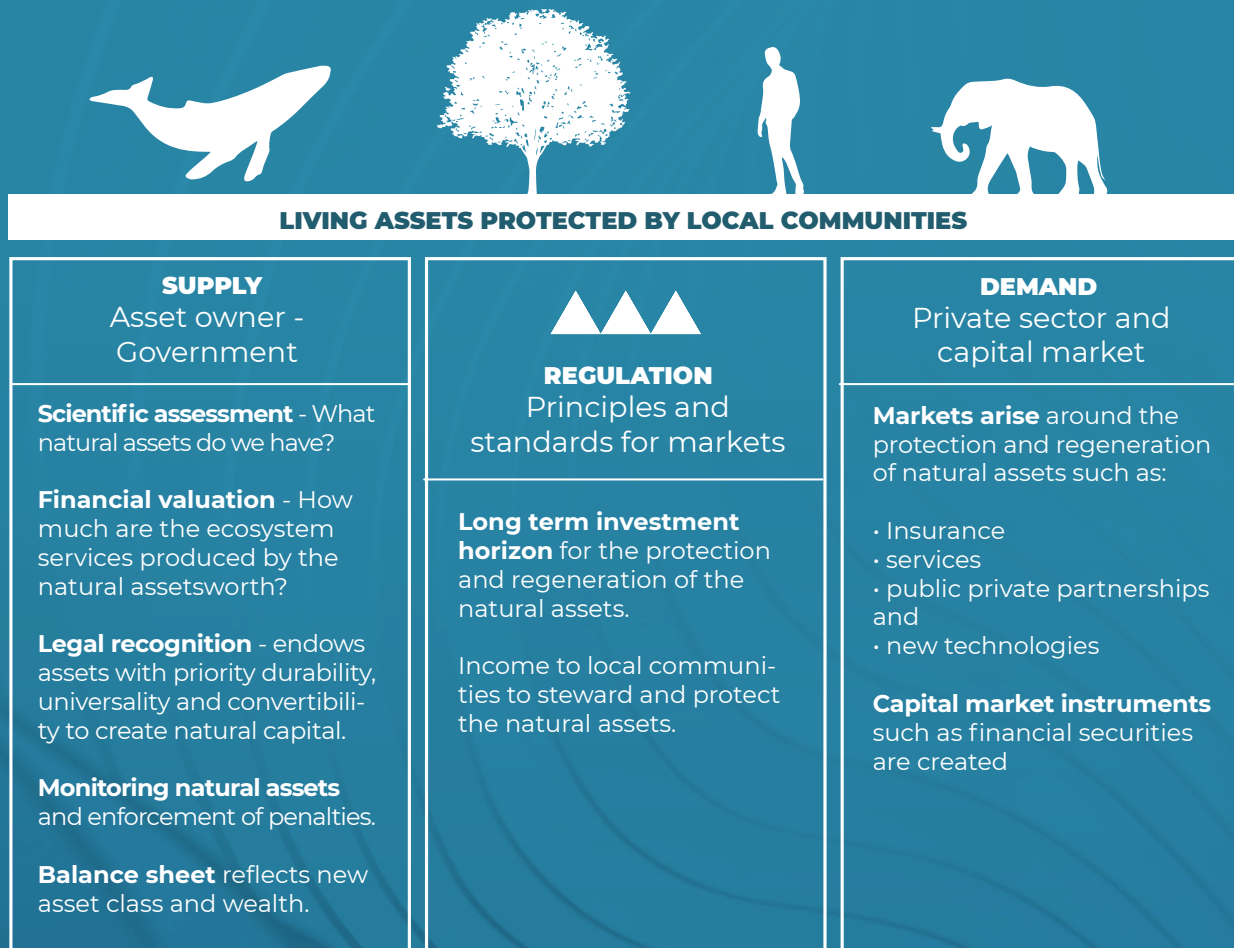 LIVING ASSETS PROTECTED BY LOCAL COMMUNITIES
SUPPLY
Asset owner -
Government
Scientific assessment - What
natural assets do we have?
Financial valuation - How
much are the ecosystem
services produced by the
natural assetsworth?
Legal recognition - endows
assets with priority durability,
universality and convertibili-
ty to create natural capital.
Monitoring natural assets
and enforcement of penalties.
Balance sheet reflects new
asset class and wealth.
REGULATION
Principles and
standards for markets
Long term investment
horizon for the protection
and regeneration of the
natural assets.
Income to local communi-
ties to steward and protect
the natural assets.
DEMAND
Private sector and
capital market
Markets arise around the
protection and regeneration
of natural assets such as:
• Insurance
• services
• public private partnerships
and
• new technologies
Capital market instruments
such as financial securities
are created